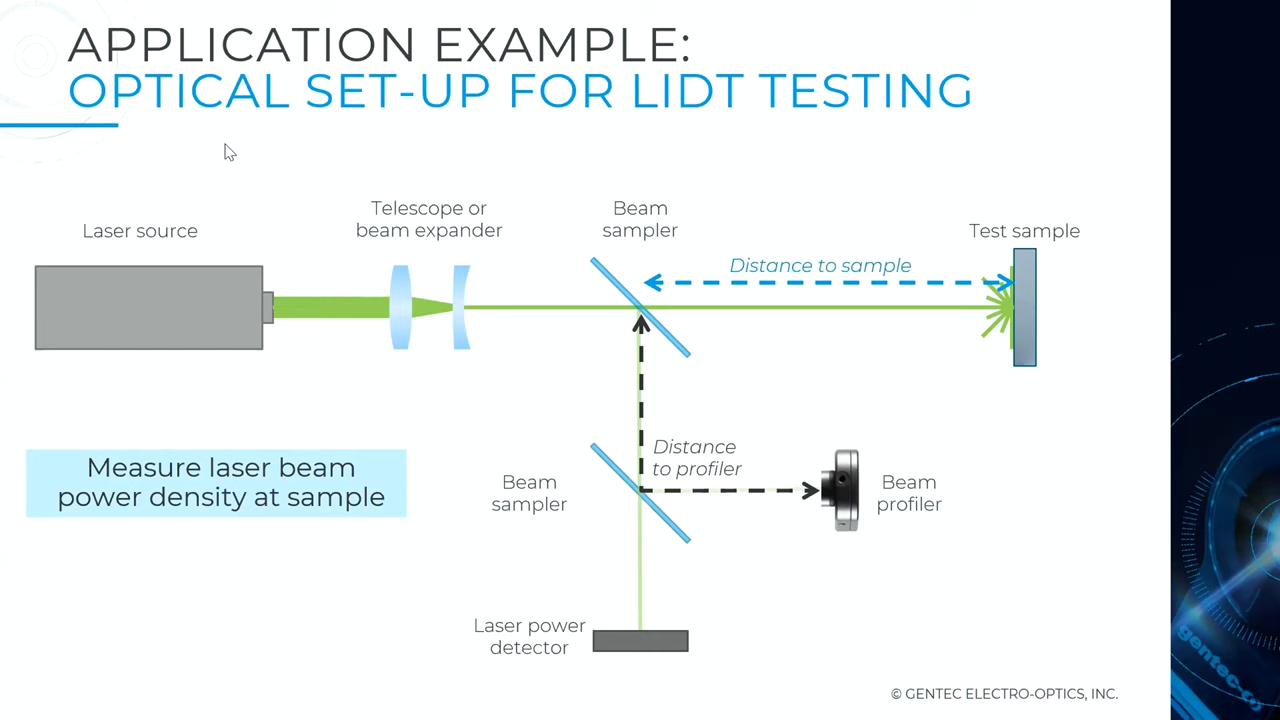 APPLICATION EXAMPLE:
OPTICAL SET-UP FOR LIDT TESTING
Laser source
Telescope or
beam expander
Beam
sampler
Test sample
Distance to sample
Measure laser beam
power density at sample
Distance
to profiler
Beam
sampler
Beam
profiler
Laser power
detector
© GENTEC ELECTRO-OPTICS, INC.
gentec-eo